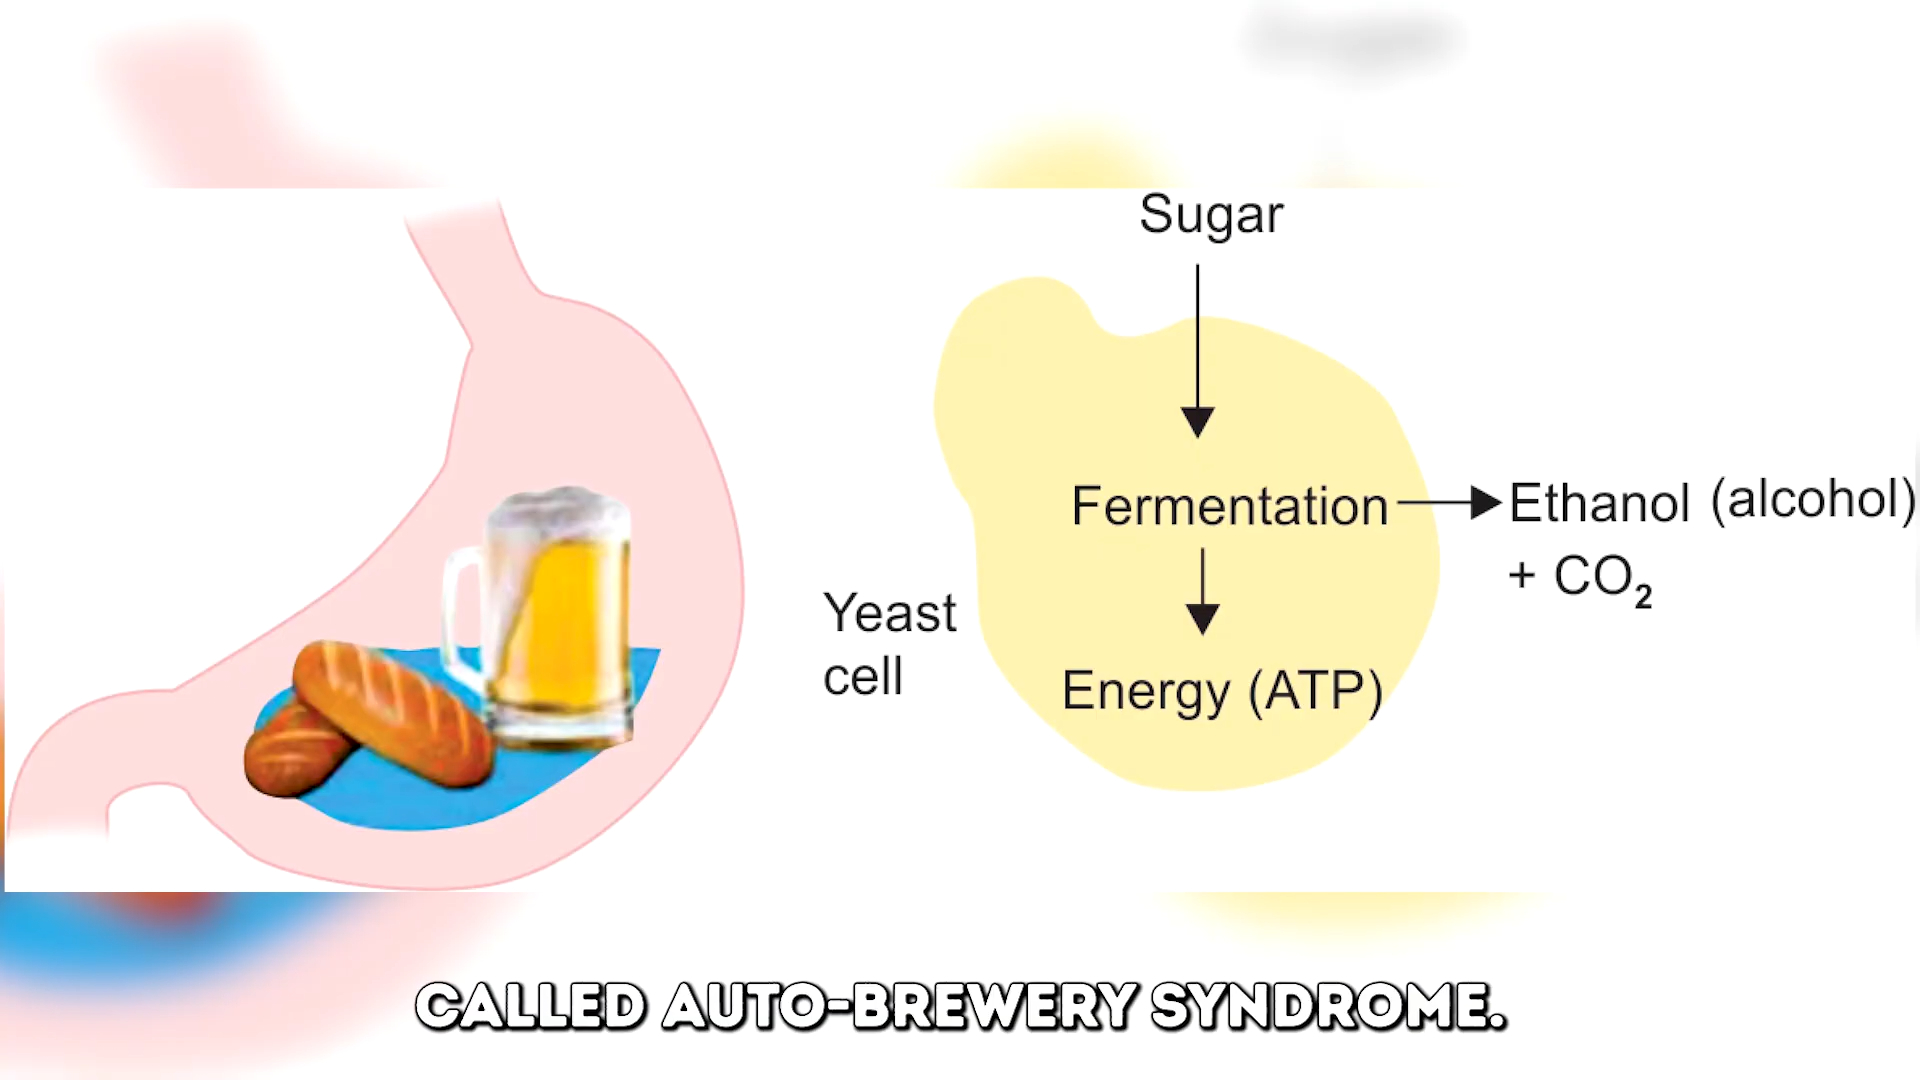 Sugar
Fermentation
Ethanol (alcohol)
+ CO₂
Yeast
cell
Energy (ATP)
CALLED AUTO-BREWERY SYNDROME.